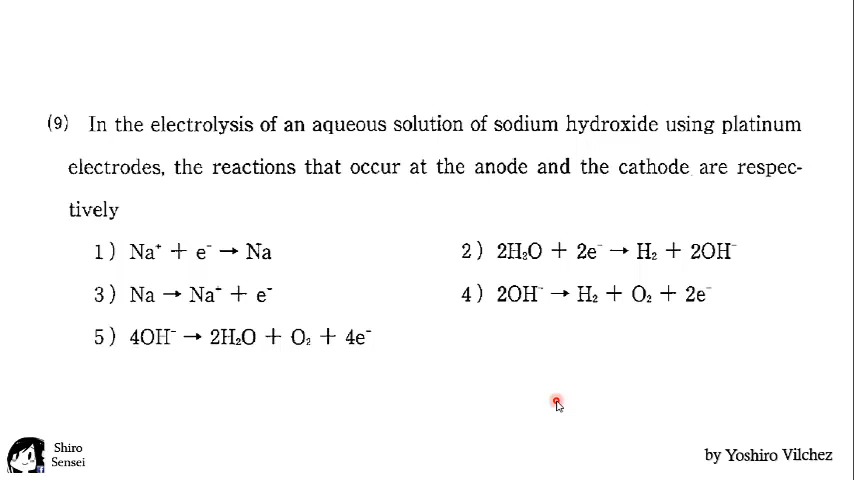 (9) In the electrolysis of an aqueous solution of sodium hydroxide using platinum
electrodes, the reactions that occur at the anode and the cathode are respec-
tively
1) Na⁺ + e⁻ → Na
2) 2H₂O + 2e⁻ → H₂ + 2OH⁻
3) Na → Na⁺ + e⁻
4) 2OH⁻ → H₂ + O₂ + 2e⁻
5) 4OH⁻ → 2H₂O + O₂ + 4e⁻
Shiro
Sensei
by Yoshiro Vilchez